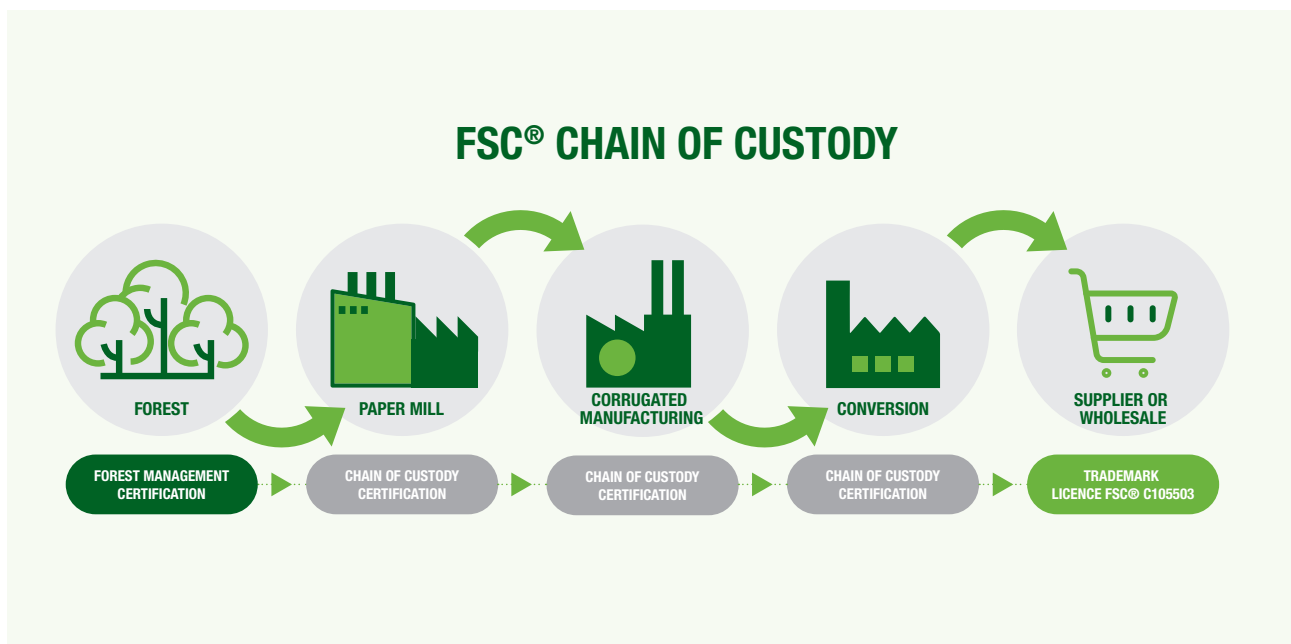 FSC® CHAIN OF CUSTODY
FOREST
PAPER MILL
CORRUGATED
MANUFACTURING
CONVERSION
SUPPLIER OR
WHOLESALE
FOREST MANAGEMENT
CERTIFICATION
CHAIN OF CUSTODY
CERTIFICATION
CHAIN OF CUSTODY
CERTIFICATION
CHAIN OF CUSTODY
CERTIFICATION
TRADEMARK
LICENCE FSC® C105503